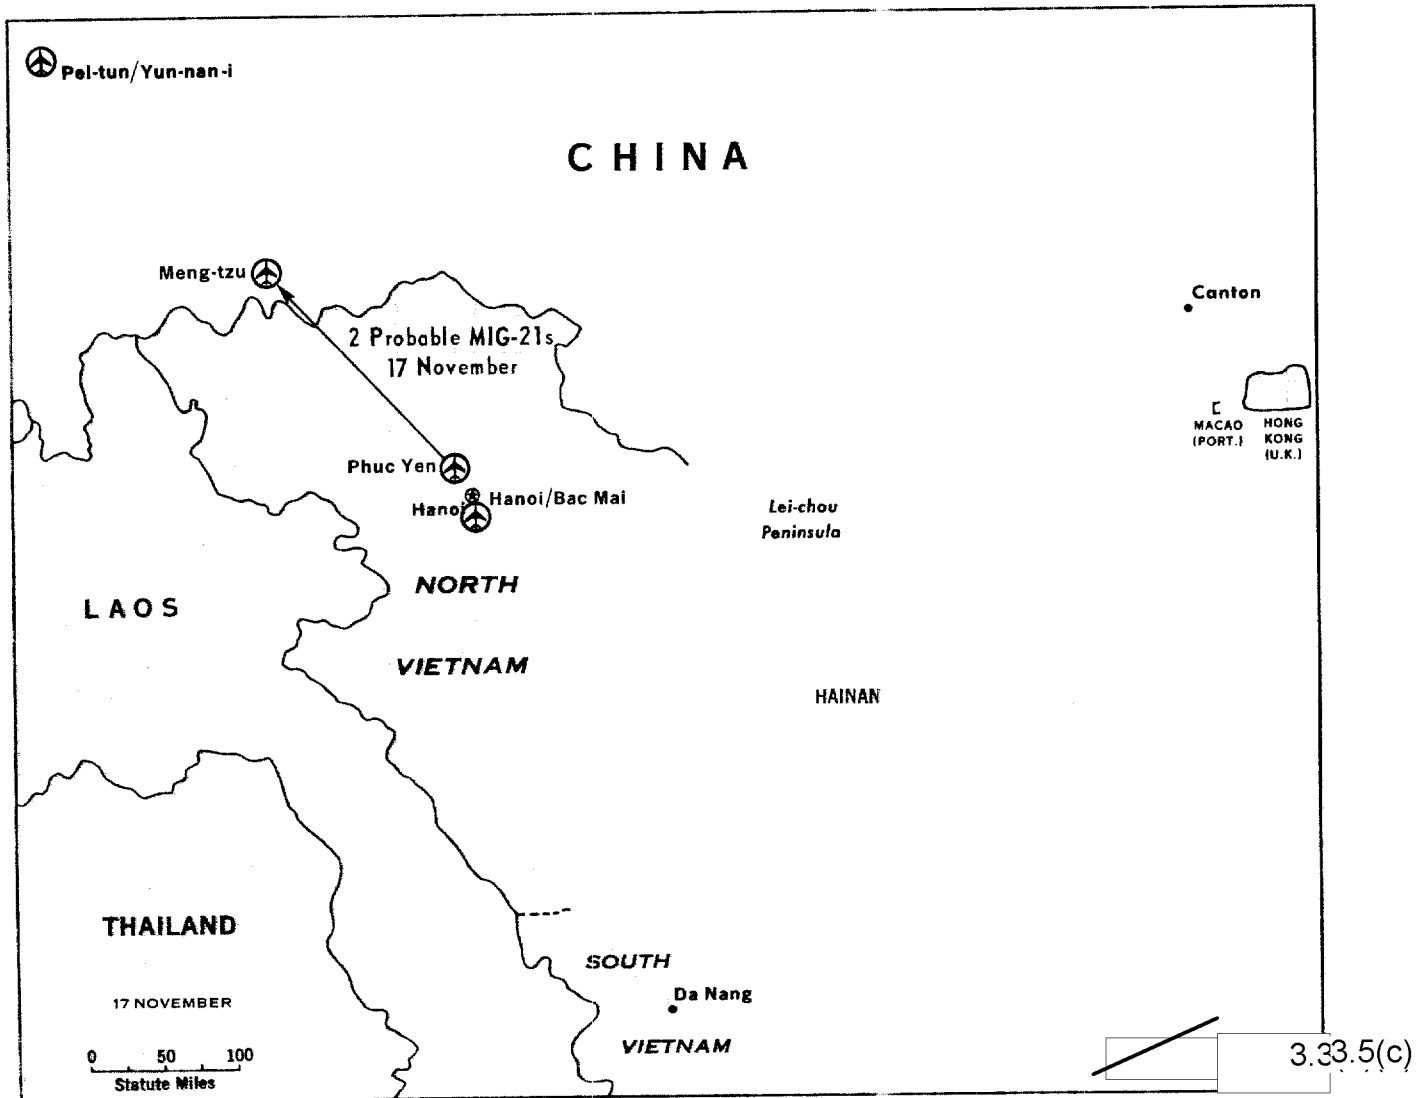 Pei-tun/Yun-nan-i
CHINA
Meng-tzu
Canton
2 Probable MIG-21s
17 November
MACAO
(PORT.)
HONG
KONG
(U.K.)
Phuc Yen
Hanoi/Bac Mai
Hanoi
Lei-chou
Peninsula
NORTH
LAOS
VIETNAM
HAINAN
THAILAND
SOUTH
Da Nang
17 NOVEMBER
VIETNAM
0 50 100
Statute Miles
3.5(c)